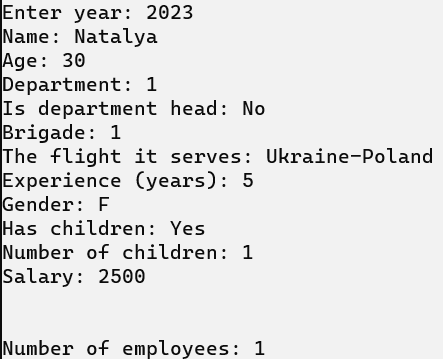 Enter year: 2023
Name: Natalya
Age: 30
Department: 1
Is department head: No
Brigade: 1
The flight it serves: Ukraine-Poland
Experience (years): 5
Gender: F
Has children: Yes
Number of children: 1
Salary: 2500
Number of employees: 1